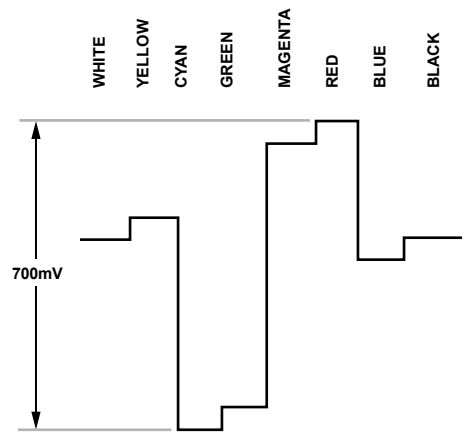 WHITE
YELLOW
CYAN
GREEN
MAGENTA
RED
BLUE
BLACK
700mV